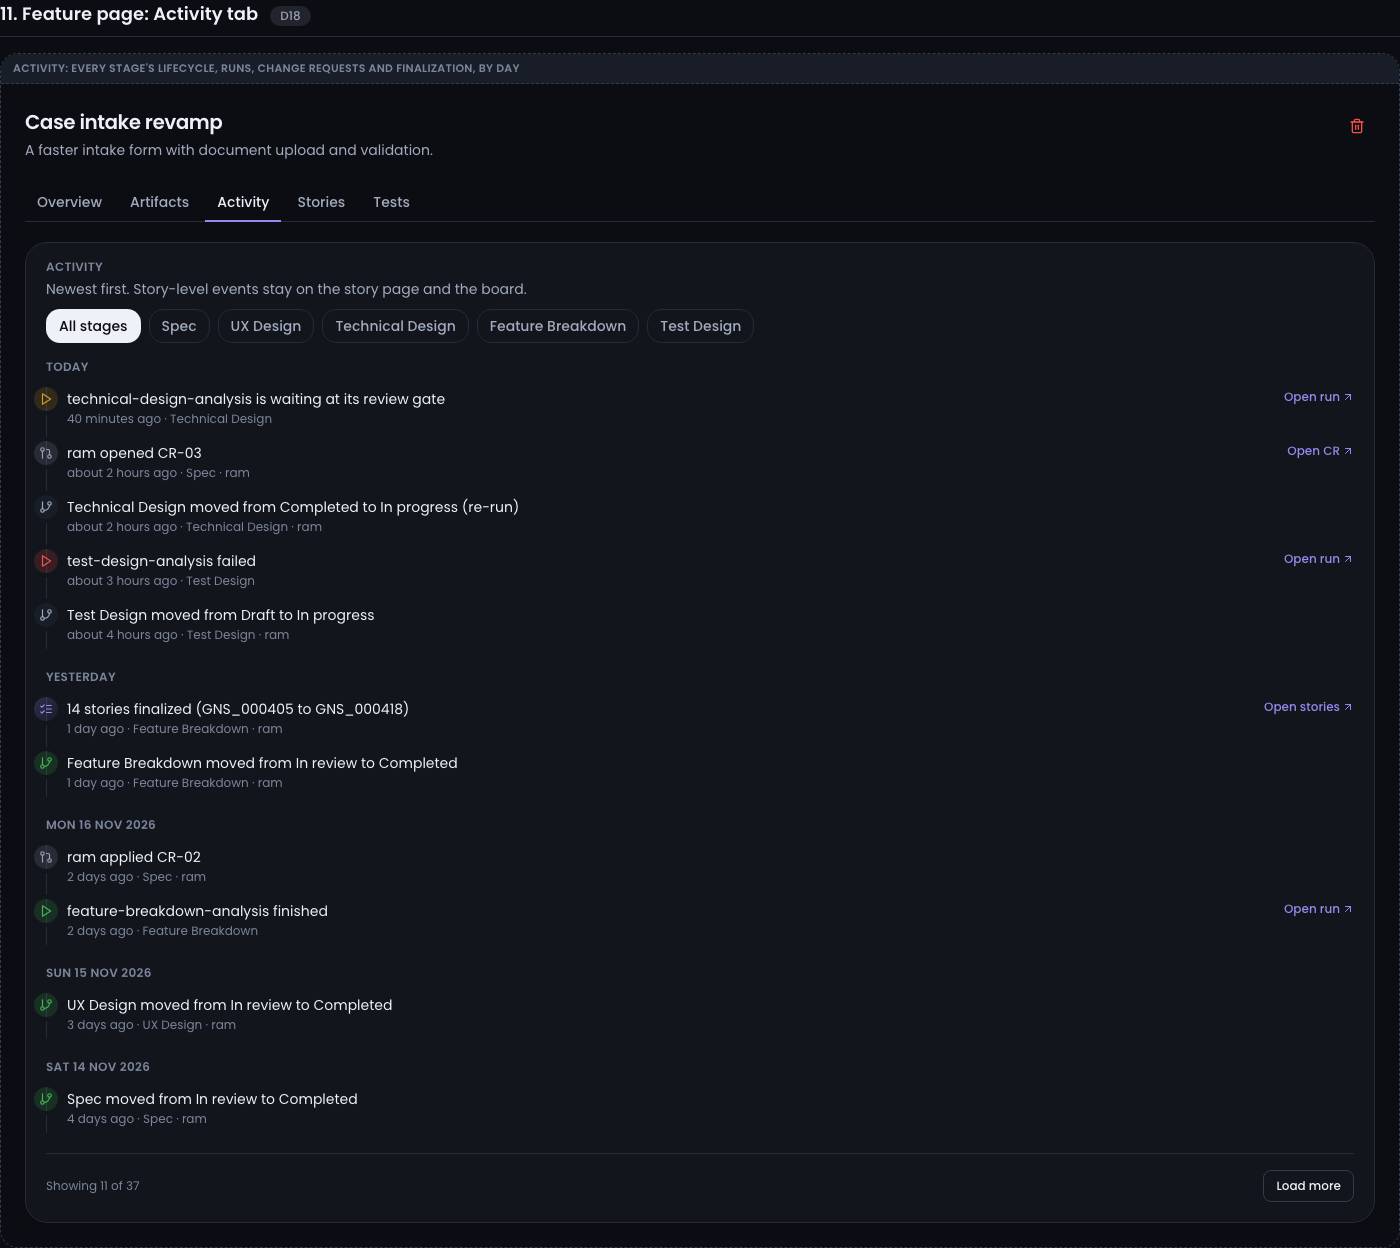 11. Feature page: Activity tab D18
ACTIVITY: EVERY STAGE'S LIFECYCLE, RUNS, CHANGE REQUESTS AND FINALIZATION, BY DAY
Case intake revamp
A faster intake form with document upload and validation.
Overview Artifacts Activity Stories Tests
ACTIVITY
Newest first. Story-level events stay on the story page and the board.
All stages Spec UX Design Technical Design Feature Breakdown Test Design
TODAY
technical-design-analysis is waiting at its review gate Open run
40 minutes ago · Technical Design
ram opened CR-03 Open CR
about 2 hours ago · Spec · ram
Technical Design moved from Completed to In progress (re-run)
about 2 hours ago · Technical Design · ram
test-design-analysis failed Open run
about 3 hours ago · Test Design
Test Design moved from Draft to In progress
about 4 hours ago · Test Design · ram
YESTERDAY
14 stories finalized (GNS_000405 to GNS_000418) Open stories
1 day ago · Feature Breakdown · ram
Feature Breakdown moved from In review to Completed
1 day ago · Feature Breakdown · ram
MON 16 NOV 2026
ram applied CR-02
2 days ago · Spec · ram
feature-breakdown-analysis finished Open run
2 days ago · Feature Breakdown
SUN 15 NOV 2026
UX Design moved from In review to Completed
3 days ago · UX Design · ram
SAT 14 NOV 2026
Spec moved from In review to Completed
4 days ago · Spec · ram
Showing 11 of 37 Load more